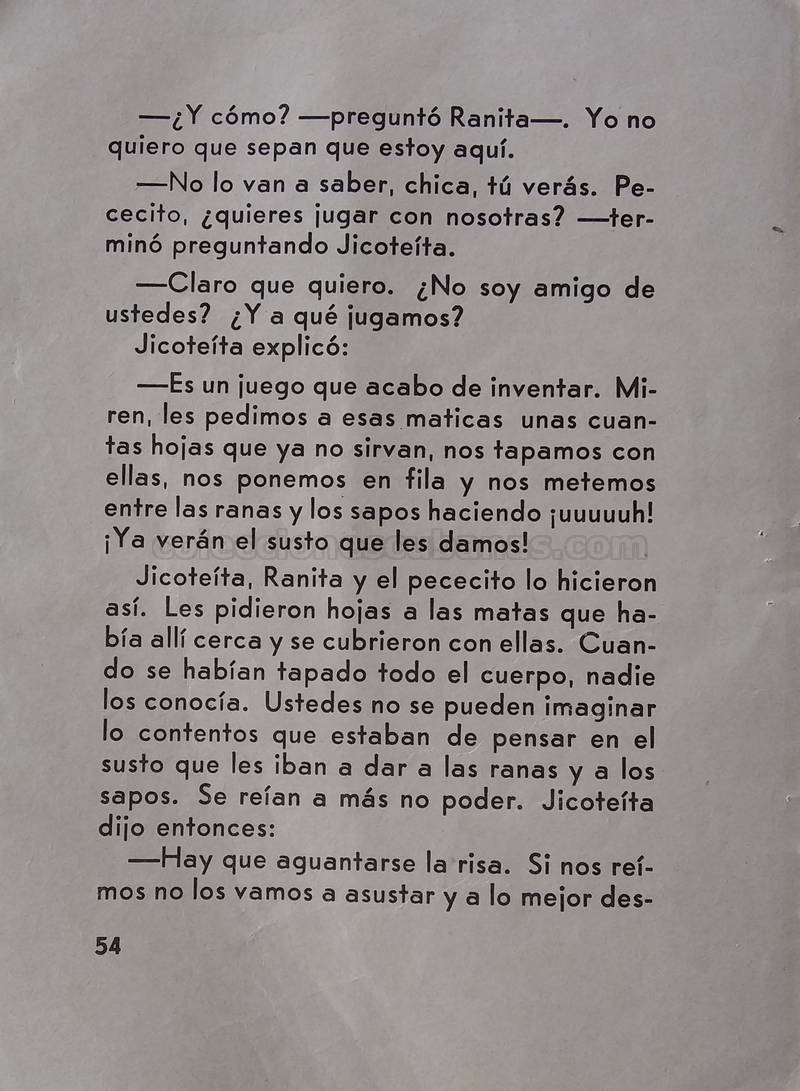 —¿Y cómo? —preguntó Ranita—. Yo no
quiero que sepan que estoy aquí.
—No lo van a saber, chica, tú verás. Pe-
cecito, ¿quieres jugar con nosotras? —ter-
minó preguntando Jicoteíta.
—Claro que quiero. ¿No soy amigo de
ustedes? ¿Y a qué jugamos?
Jicoteíta explicó:
—Es un juego que acabo de inventar. Mi-
ren, les pedimos a esas maticas unas cuan-
tas hojas que ya no sirvan, nos tapamos con
ellas, nos ponemos en fila y nos metemos
entre las ranas y los sapos haciendo ¡uuuuuh!
¡Ya verán el susto que les damos!
Jicoteíta, Ranita y el pececito lo hicieron
así. Les pidieron hojas a las matas que ha-
bía allí cerca y se cubrieron con ellas. Cuan-
do se habían tapado todo el cuerpo, nadie
los conocía. Ustedes no se pueden imaginar
lo contentos que estaban de pensar en el
susto que les iban a dar a las ranas y a los
sapos. Se reían a más no poder. Jicoteíta
dijo entonces:
—Hay que aguantarse la risa. Si nos reí-
mos no los vamos a asustar y a lo mejor des-
54